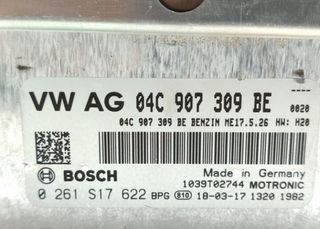 VW AG 04C 907 309 BE 0020
04C 907 309 BE BENZIN ME17.5.26 HW: H20
BOSCH Made in Germany
1039T02744 MOTRONIC
0 261 S17 622 BPG 810 18-03-17 1320 1982